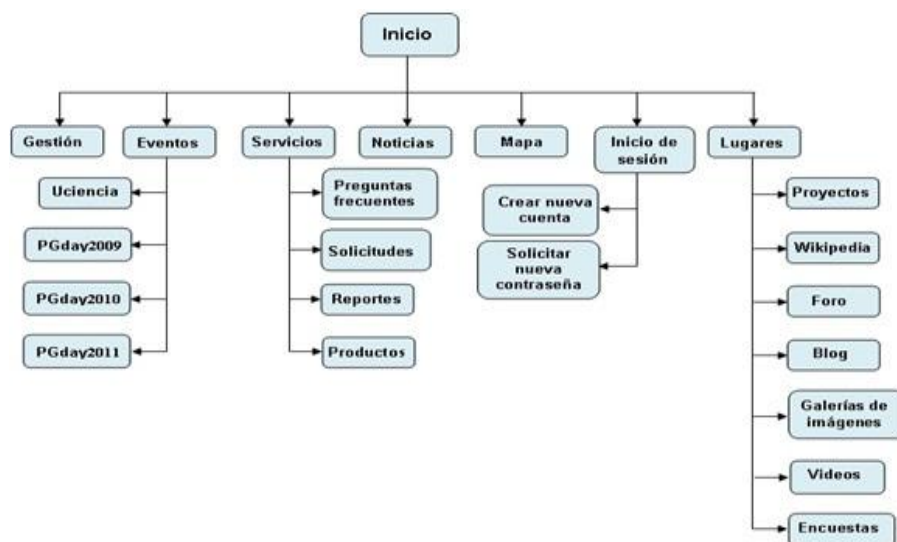 Inicio
Gestión
Eventos
Servicios
Noticias
Mapa
Inicio de
sesión
Lugares
Uciencia
PGday2009
PGday2010
PGday2011
Preguntas
frecuentes
Solicitudes
Reportes
Productos
Crear nueva
cuenta
Solicitar
nueva
contraseña
Proyectos
Wikipedia
Foro
Blog
Galerías de
imágenes
Videos
Encuestas